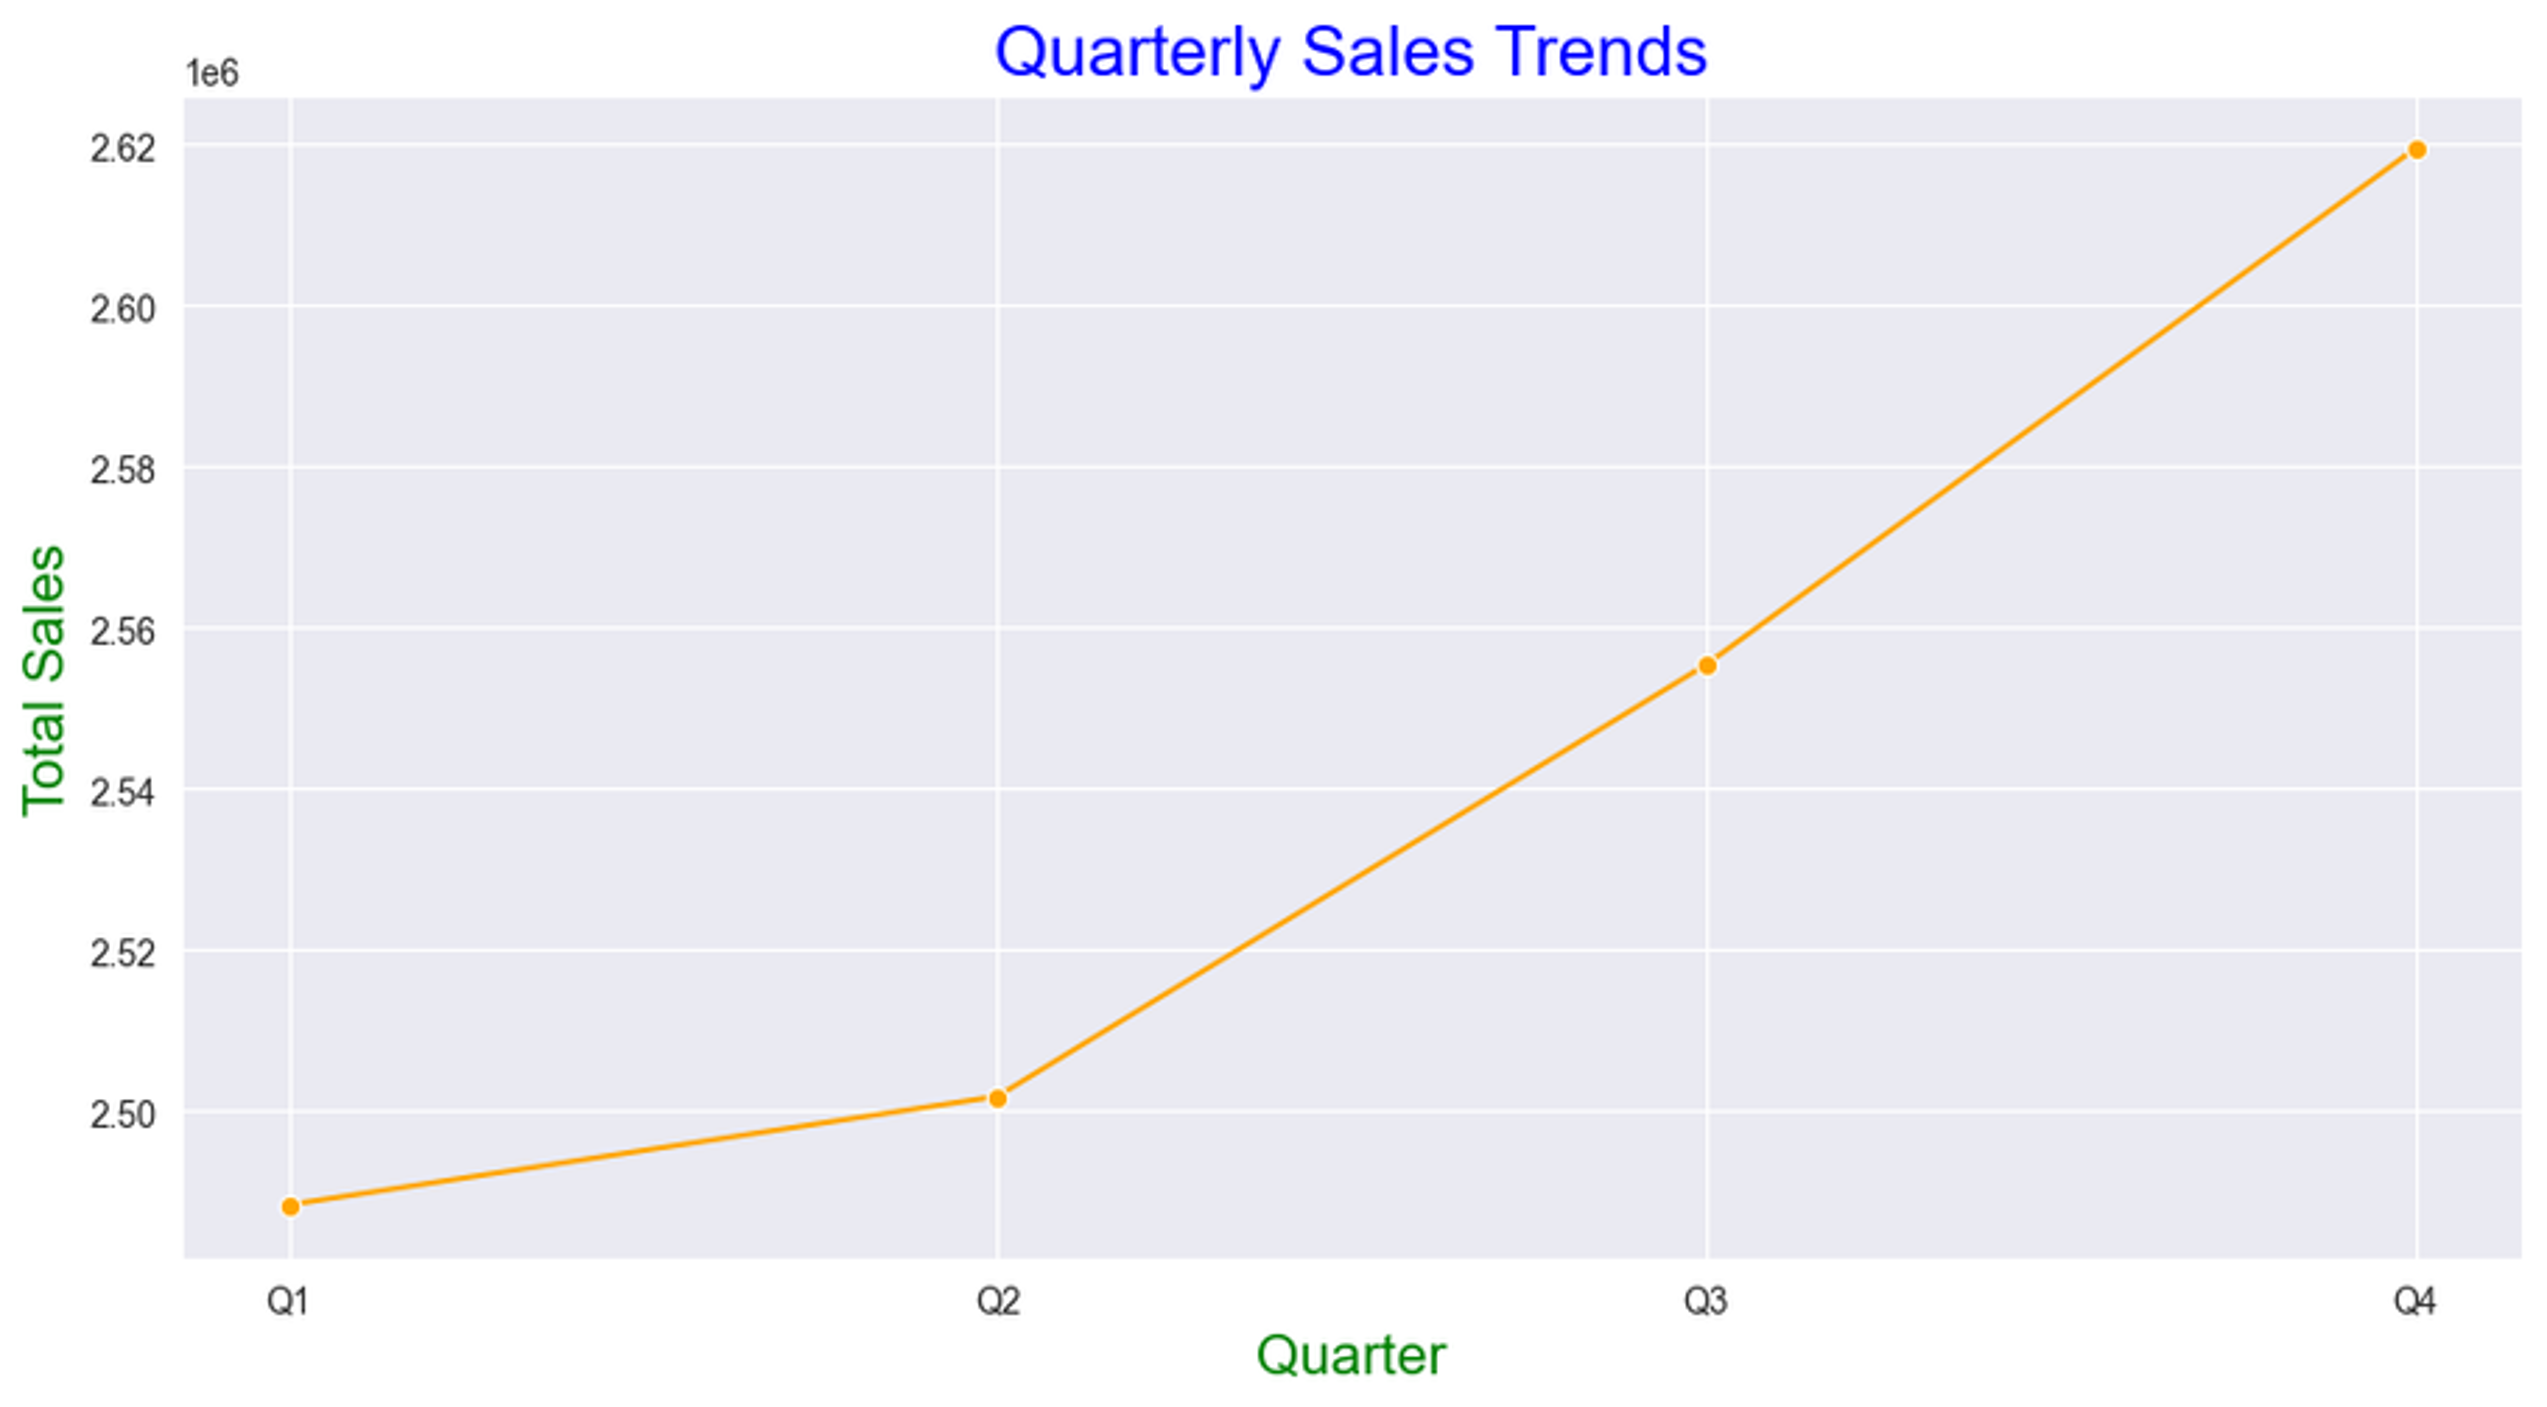 Quarterly Sales Trends
1e6
2.62
2.60
2.58
2.56
2.54
2.52
2.50
Total Sales
Q1 Q2 Q3 Q4
Quarter